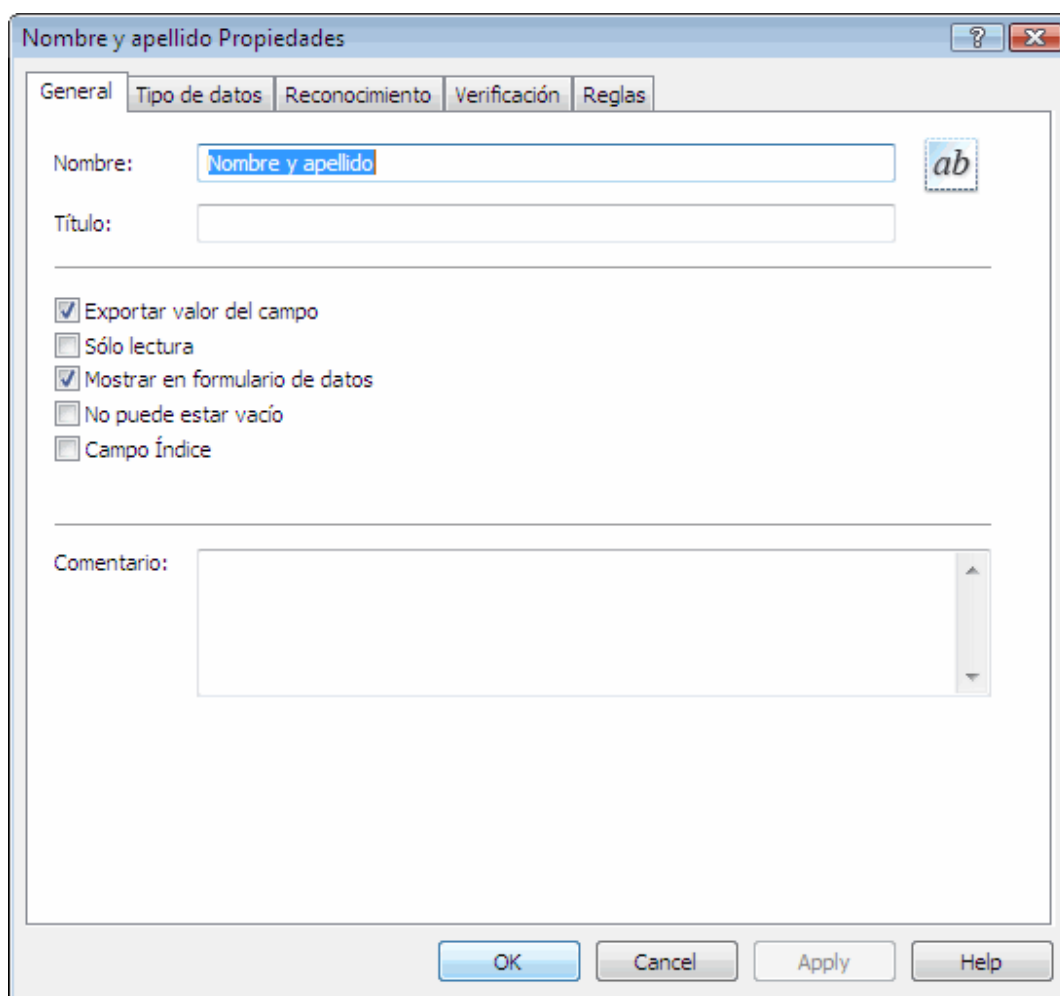 Nombre y apellido Propiedades
General Tipo de datos Reconocimiento Verificación Reglas
Nombre: Nombre y apellido ab
Título:
Exportar valor del campo
Sólo lectura
Mostrar en formulario de datos
No puede estar vacío
Campo Índice
Comentario:
OK Cancel Apply Help